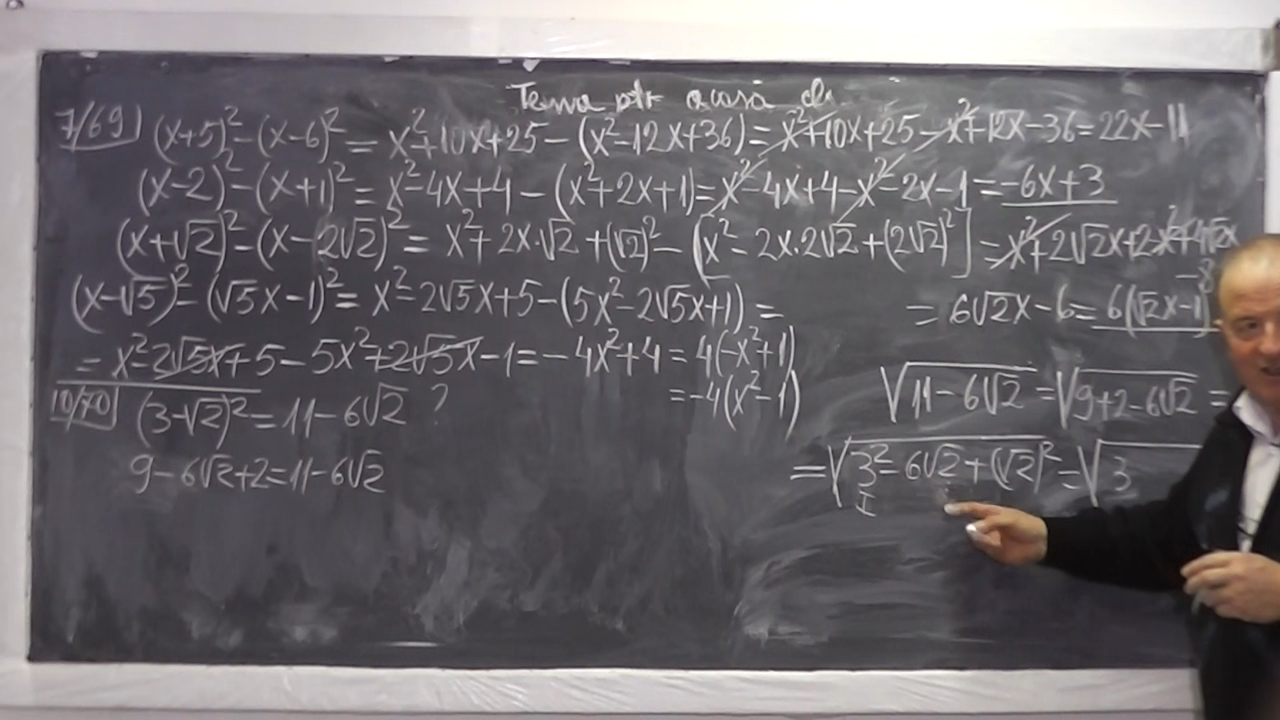 Tema ptr acasă
7/69] (x+5)²-(x-6)² = x²+10x+25-(x²-12x+36) = x²+10x+25-x²+12x-36 = 22x-11
(x-2)²-(x+1)² = x²-4x+4-(x²+2x+1) = x²-4x+4-x²-2x-1 = -6x+3
(x+√2)²-(x-2√2)² = x²+2x·√2+(√2)²-[x²-2x·2√2+(2√2)²] = x²+2√2x+2-x²+4√2x
-8
= 6√2x-6 = 6(√2x-1)
(x-√5)²-(√5x-1)² = x²-2√5x+5-(5x²-2√5x+1) =
= x²-2√5x+5-5x²+2√5x-1 = -4x²+4 = 4(-x²+1)
= -4(x²-1)
10/70] (3-√2)² = 11-6√2 ?
9-6√2+2 = 11-6√2
√(11-6√2) = √(9+2-6√2) =
= √(3²-6√2+(√2)²) = √(3
I